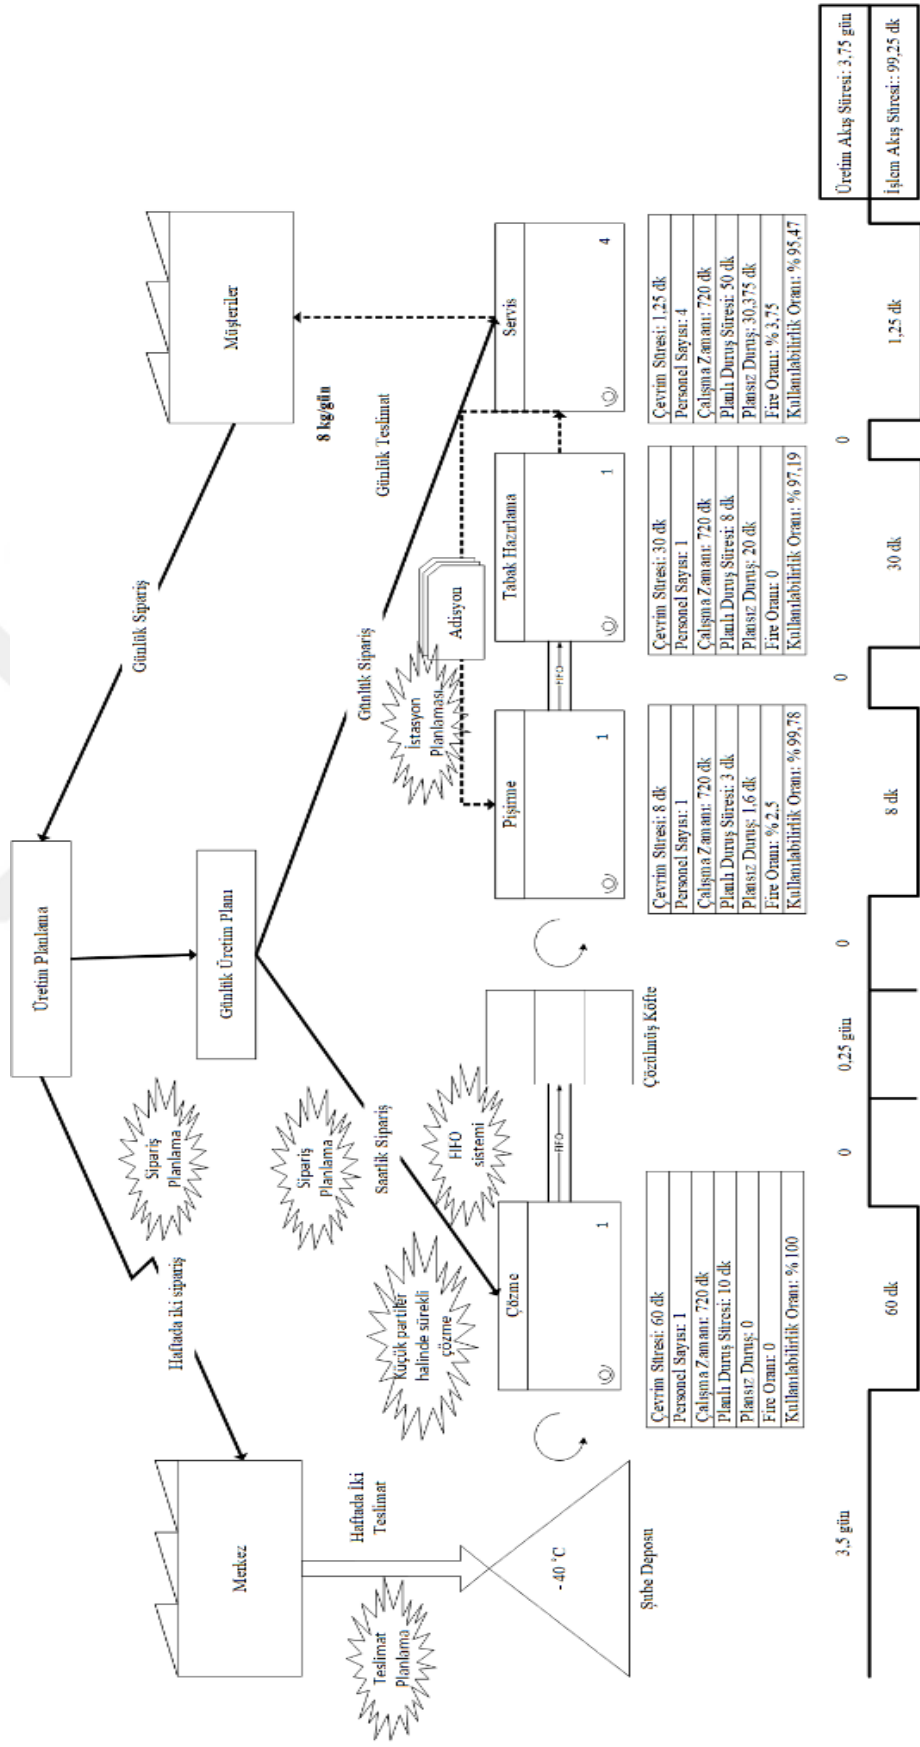 Üretim Planlama
Günlük Üretim Planı
Müşteriler
Merkez
Günlük Sipariş
Haftada iki sipariş
Sipariş
Planlama
Sipariş
Planlama
Saatlik Sipariş
Günlük Sipariş
8 kg/gün
Günlük Teslimat
Haftada İki
Teslimat
Teslimat
Planlama
Küçük partiler
halinde sürekli
çözme
FIFO
sistemi
İstasyon
Planlaması
Adisyon
-40 °C
Şube Deposu
Çözme
1
FIFO
Çözülmüş Köfte
Pişirme
1
FIFO
Tabak Hazırlama
1
Servis
4
Çevrim Süresi: 60 dk
Personel Sayısı: 1
Çalışma Zamanı: 720 dk
Planlı Duruş Süresi: 10 dk
Plansız Duruş: 0
Fire Oranı: 0
Kullanılabilirlik Oranı: % 100
Çevrim Süresi: 8 dk
Personel Sayısı: 1
Çalışma Zamanı: 720 dk
Planlı Duruş Süresi: 3 dk
Plansız Duruş: 1,6 dk
Fire Oranı: % 2,5
Kullanılabilirlik Oranı: % 99,78
Çevrim Süresi: 30 dk
Personel Sayısı: 1
Çalışma Zamanı: 720 dk
Planlı Duruş Süresi: 8 dk
Plansız Duruş: 20 dk
Fire Oranı: 0
Kullanılabilirlik Oranı: % 97,19
Çevrim Süresi: 1,25 dk
Personel Sayısı: 4
Çalışma Zamanı: 720 dk
Planlı Duruş Süresi: 50 dk
Plansız Duruş: 30,375 dk
Fire Oranı: % 3,75
Kullanılabilirlik Oranı: % 95,47
3,5 gün
60 dk
0
0,25 gün
0
8 dk
0
30 dk
0
1,25 dk
Üretim Akış Süresi: 3,75 gün
İşlem Akış Süresi:: 99,25 dk